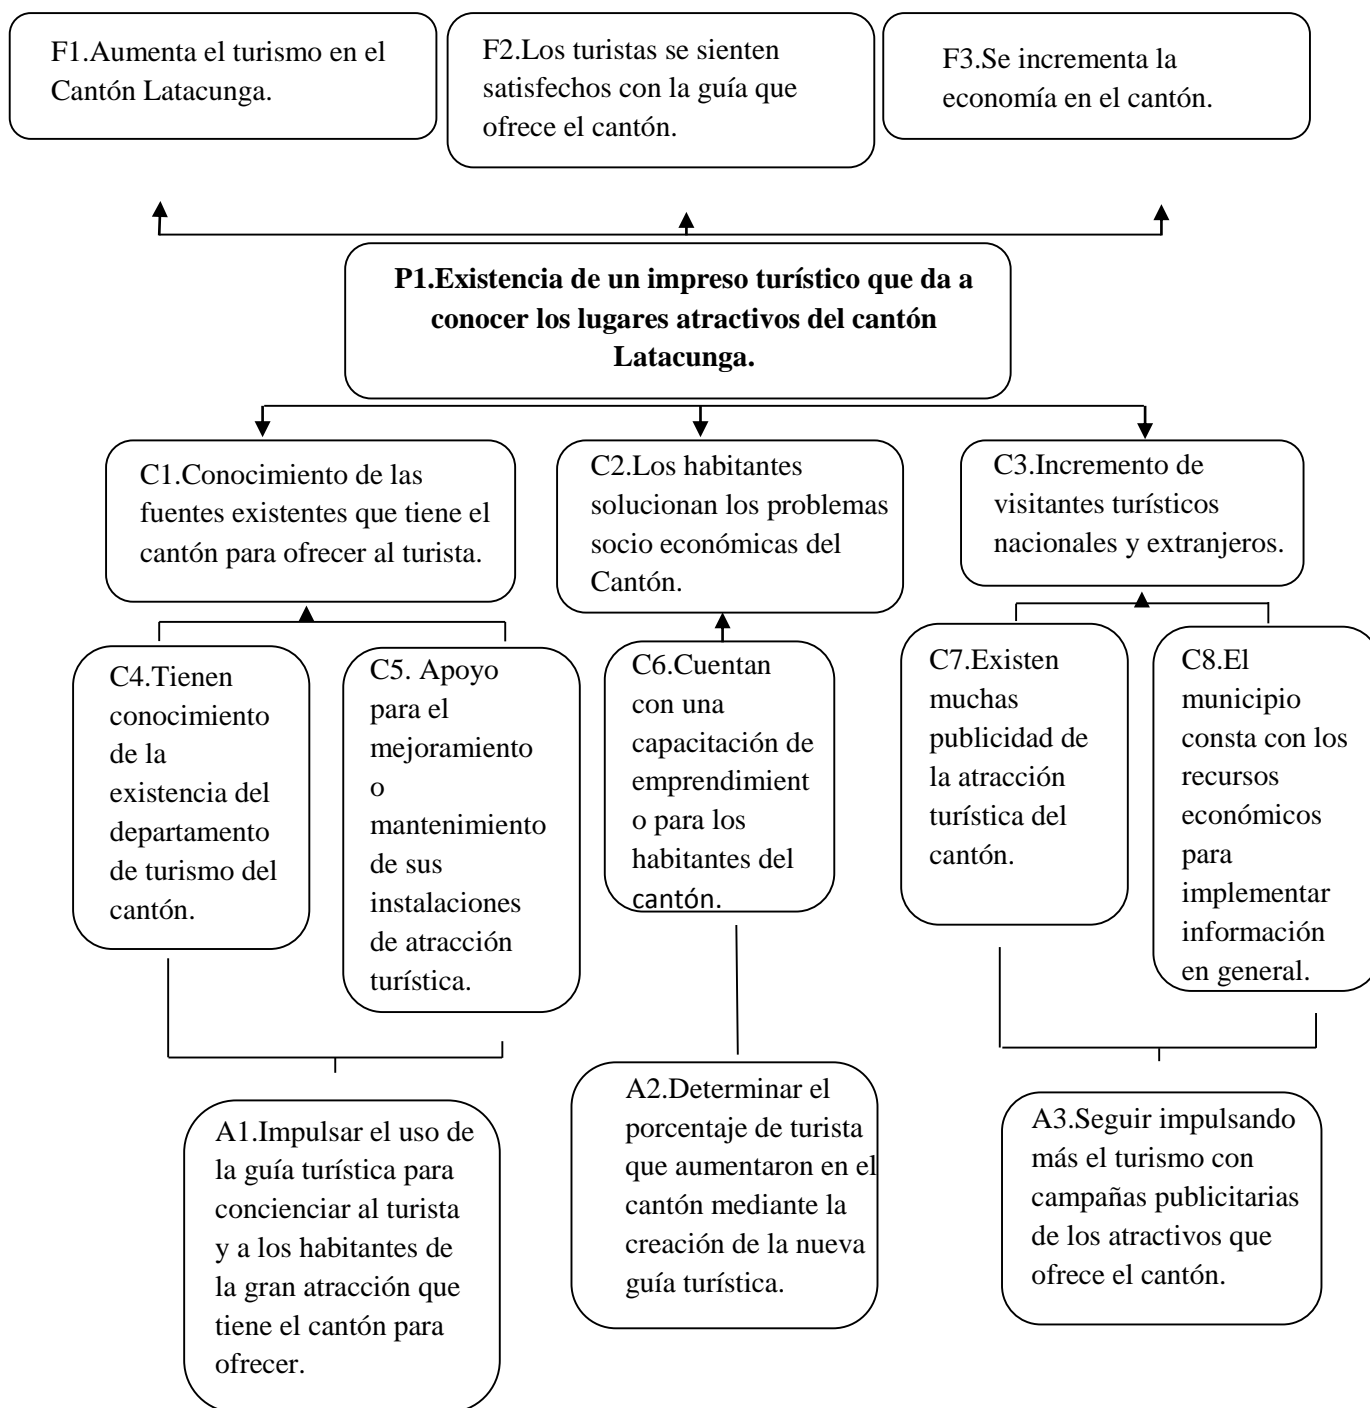 F1.Aumenta el turismo en el
Cantón Latacunga.
F2.Los turistas se sienten
satisfechos con la guía que
ofrece el cantón.
F3.Se incrementa la
economía en el cantón.
P1.Existencia de un impreso turístico que da a
conocer los lugares atractivos del cantón
Latacunga.
C1.Conocimiento de las
fuentes existentes que tiene el
cantón para ofrecer al turista.
C2.Los habitantes
solucionan los problemas
socio económicas del
Cantón.
C3.Incremento de
visitantes turísticos
nacionales y extranjeros.
C4.Tienen
conocimiento
de la
existencia del
departamento
de turismo del
cantón.
C5. Apoyo
para el
mejoramiento
o
mantenimiento
de sus
instalaciones
de atracción
turística.
C6.Cuentan
con una
capacitación de
emprendimient
o para los
habitantes del
cantón.
C7.Existen
muchas
publicidad de
la atracción
turística del
cantón.
C8.El
municipio
consta con los
recursos
económicos
para
implementar
información
en general.
A1.Impulsar el uso de
la guía turística para
concienciar al turista
y a los habitantes de
la gran atracción que
tiene el cantón para
ofrecer.
A2.Determinar el
porcentaje de turista
que aumentaron en el
cantón mediante la
creación de la nueva
guía turística.
A3.Seguir impulsando
más el turismo con
campañas publicitarias
de los atractivos que
ofrece el cantón.